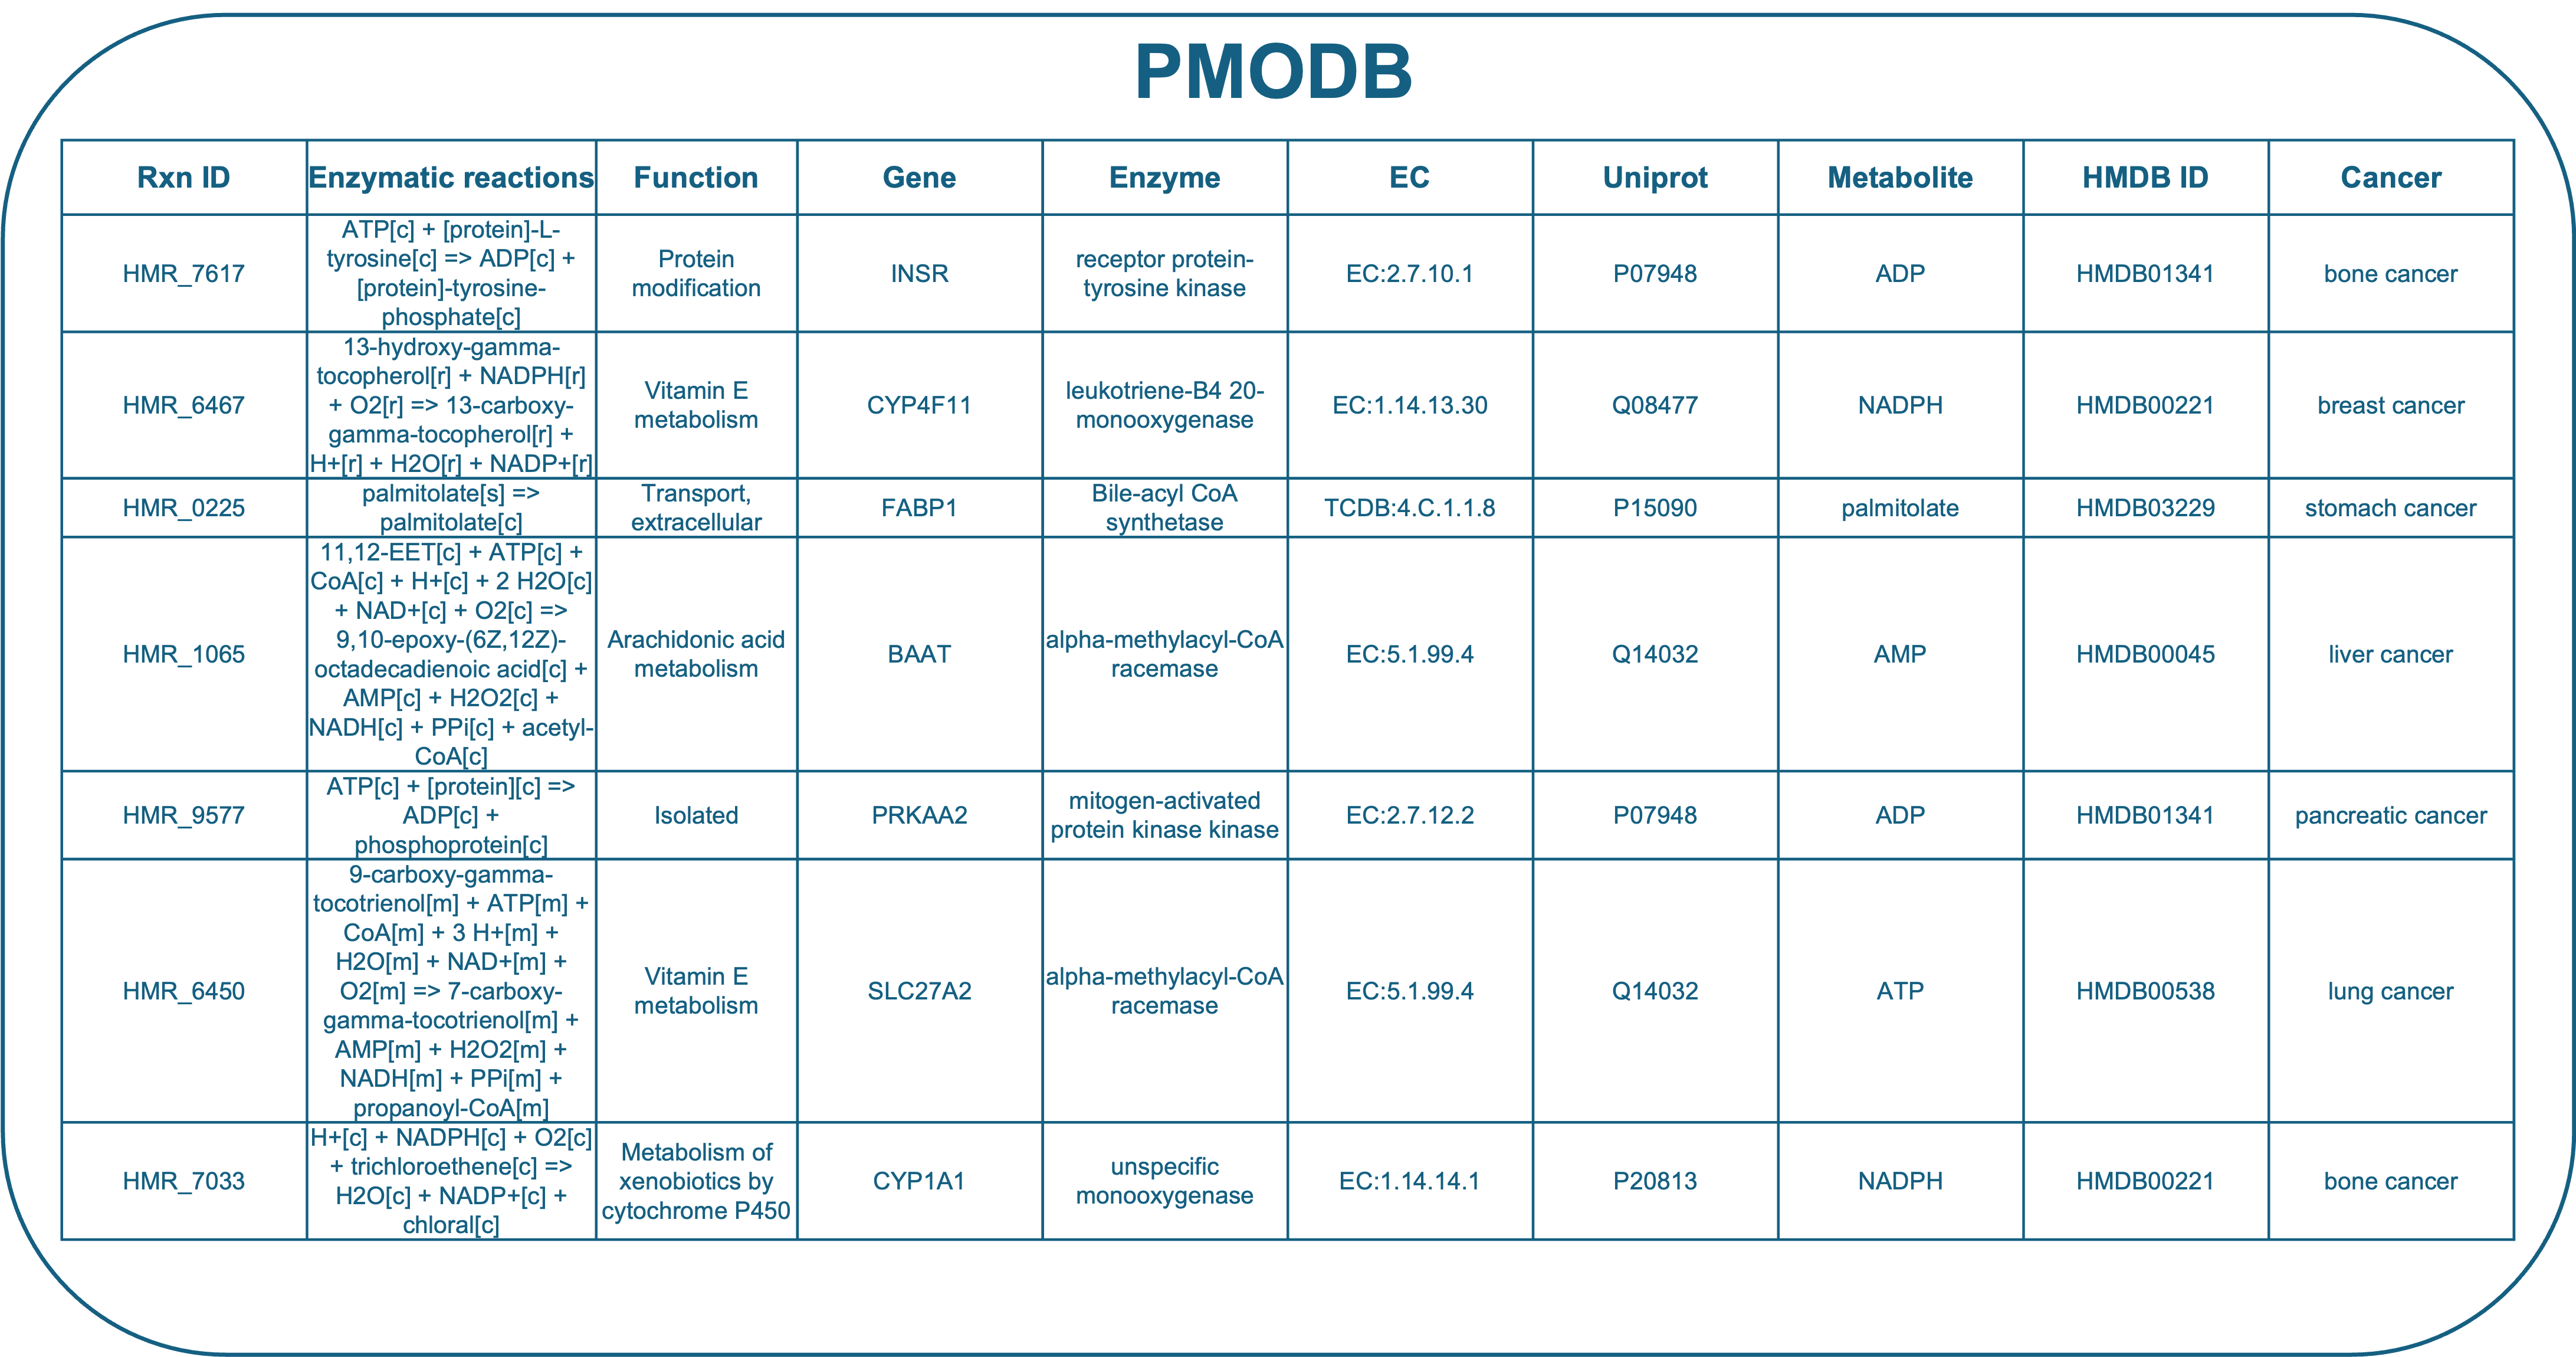 PMODB
Rxn ID
Enzymatic reactions
Function
Gene
Enzyme
EC
Uniprot
Metabolite
HMDB ID
Cancer
HMR_7617
ATP[c] + [protein]-L-
tyrosine[c] => ADP[c] +
[protein]-tyrosine-
phosphate[c]
Protein
modification
INSR
receptor protein-
tyrosine kinase
EC:2.7.10.1
P07948
ADP
HMDB01341
bone cancer
HMR_6467
13-hydroxy-gamma-
tocopherol[r] + NADPH[r]
+ O2[r] => 13-carboxy-
gamma-tocopherol[r] +
H+[r] + H2O[r] + NADP+[r]
Vitamin E
metabolism
CYP4F11
leukotriene-B4 20-
monooxygenase
EC:1.14.13.30
Q08477
NADPH
HMDB00221
breast cancer
HMR_0225
palmitolate[s] =>
palmitolate[c]
Transport,
extracellular
FABP1
Bile-acyl CoA
synthetase
TCDB:4.C.1.1.8
P15090
palmitolate
HMDB03229
stomach cancer
HMR_1065
11,12-EET[c] + ATP[c] +
CoA[c] + H+[c] + 2 H2O[c]
+ NAD+[c] + O2[c] =>
9,10-epoxy-(6Z,12Z)-
octadecadienoic acid[c] +
AMP[c] + H2O2[c] +
NADH[c] + PPi[c] + acetyl-
CoA[c]
Arachidonic acid
metabolism
BAAT
alpha-methylacyl-CoA
racemase
EC:5.1.99.4
Q14032
AMP
HMDB00045
liver cancer
HMR_9577
ATP[c] + [protein][c] =>
ADP[c] +
phosphoprotein[c]
Isolated
PRKAA2
mitogen-activated
protein kinase kinase
EC:2.7.12.2
P07948
ADP
HMDB01341
pancreatic cancer
HMR_6450
9-carboxy-gamma-
tocotrienol[m] + ATP[m] +
CoA[m] + 3 H+[m] +
H2O[m] + NAD+[m] +
O2[m] => 7-carboxy-
gamma-tocotrienol[m] +
AMP[m] + H2O2[m] +
NADH[m] + PPi[m] +
propanoyl-CoA[m]
Vitamin E
metabolism
SLC27A2
alpha-methylacyl-CoA
racemase
EC:5.1.99.4
Q14032
ATP
HMDB00538
lung cancer
HMR_7033
H+[c] + NADPH[c] + O2[c]
+ trichloroethene[c] =>
H2O[c] + NADP+[c] +
chloral[c]
Metabolism of
xenobiotics by
cytochrome P450
CYP1A1
unspecific
monooxygenase
EC:1.14.14.1
P20813
NADPH
HMDB00221
bone cancer